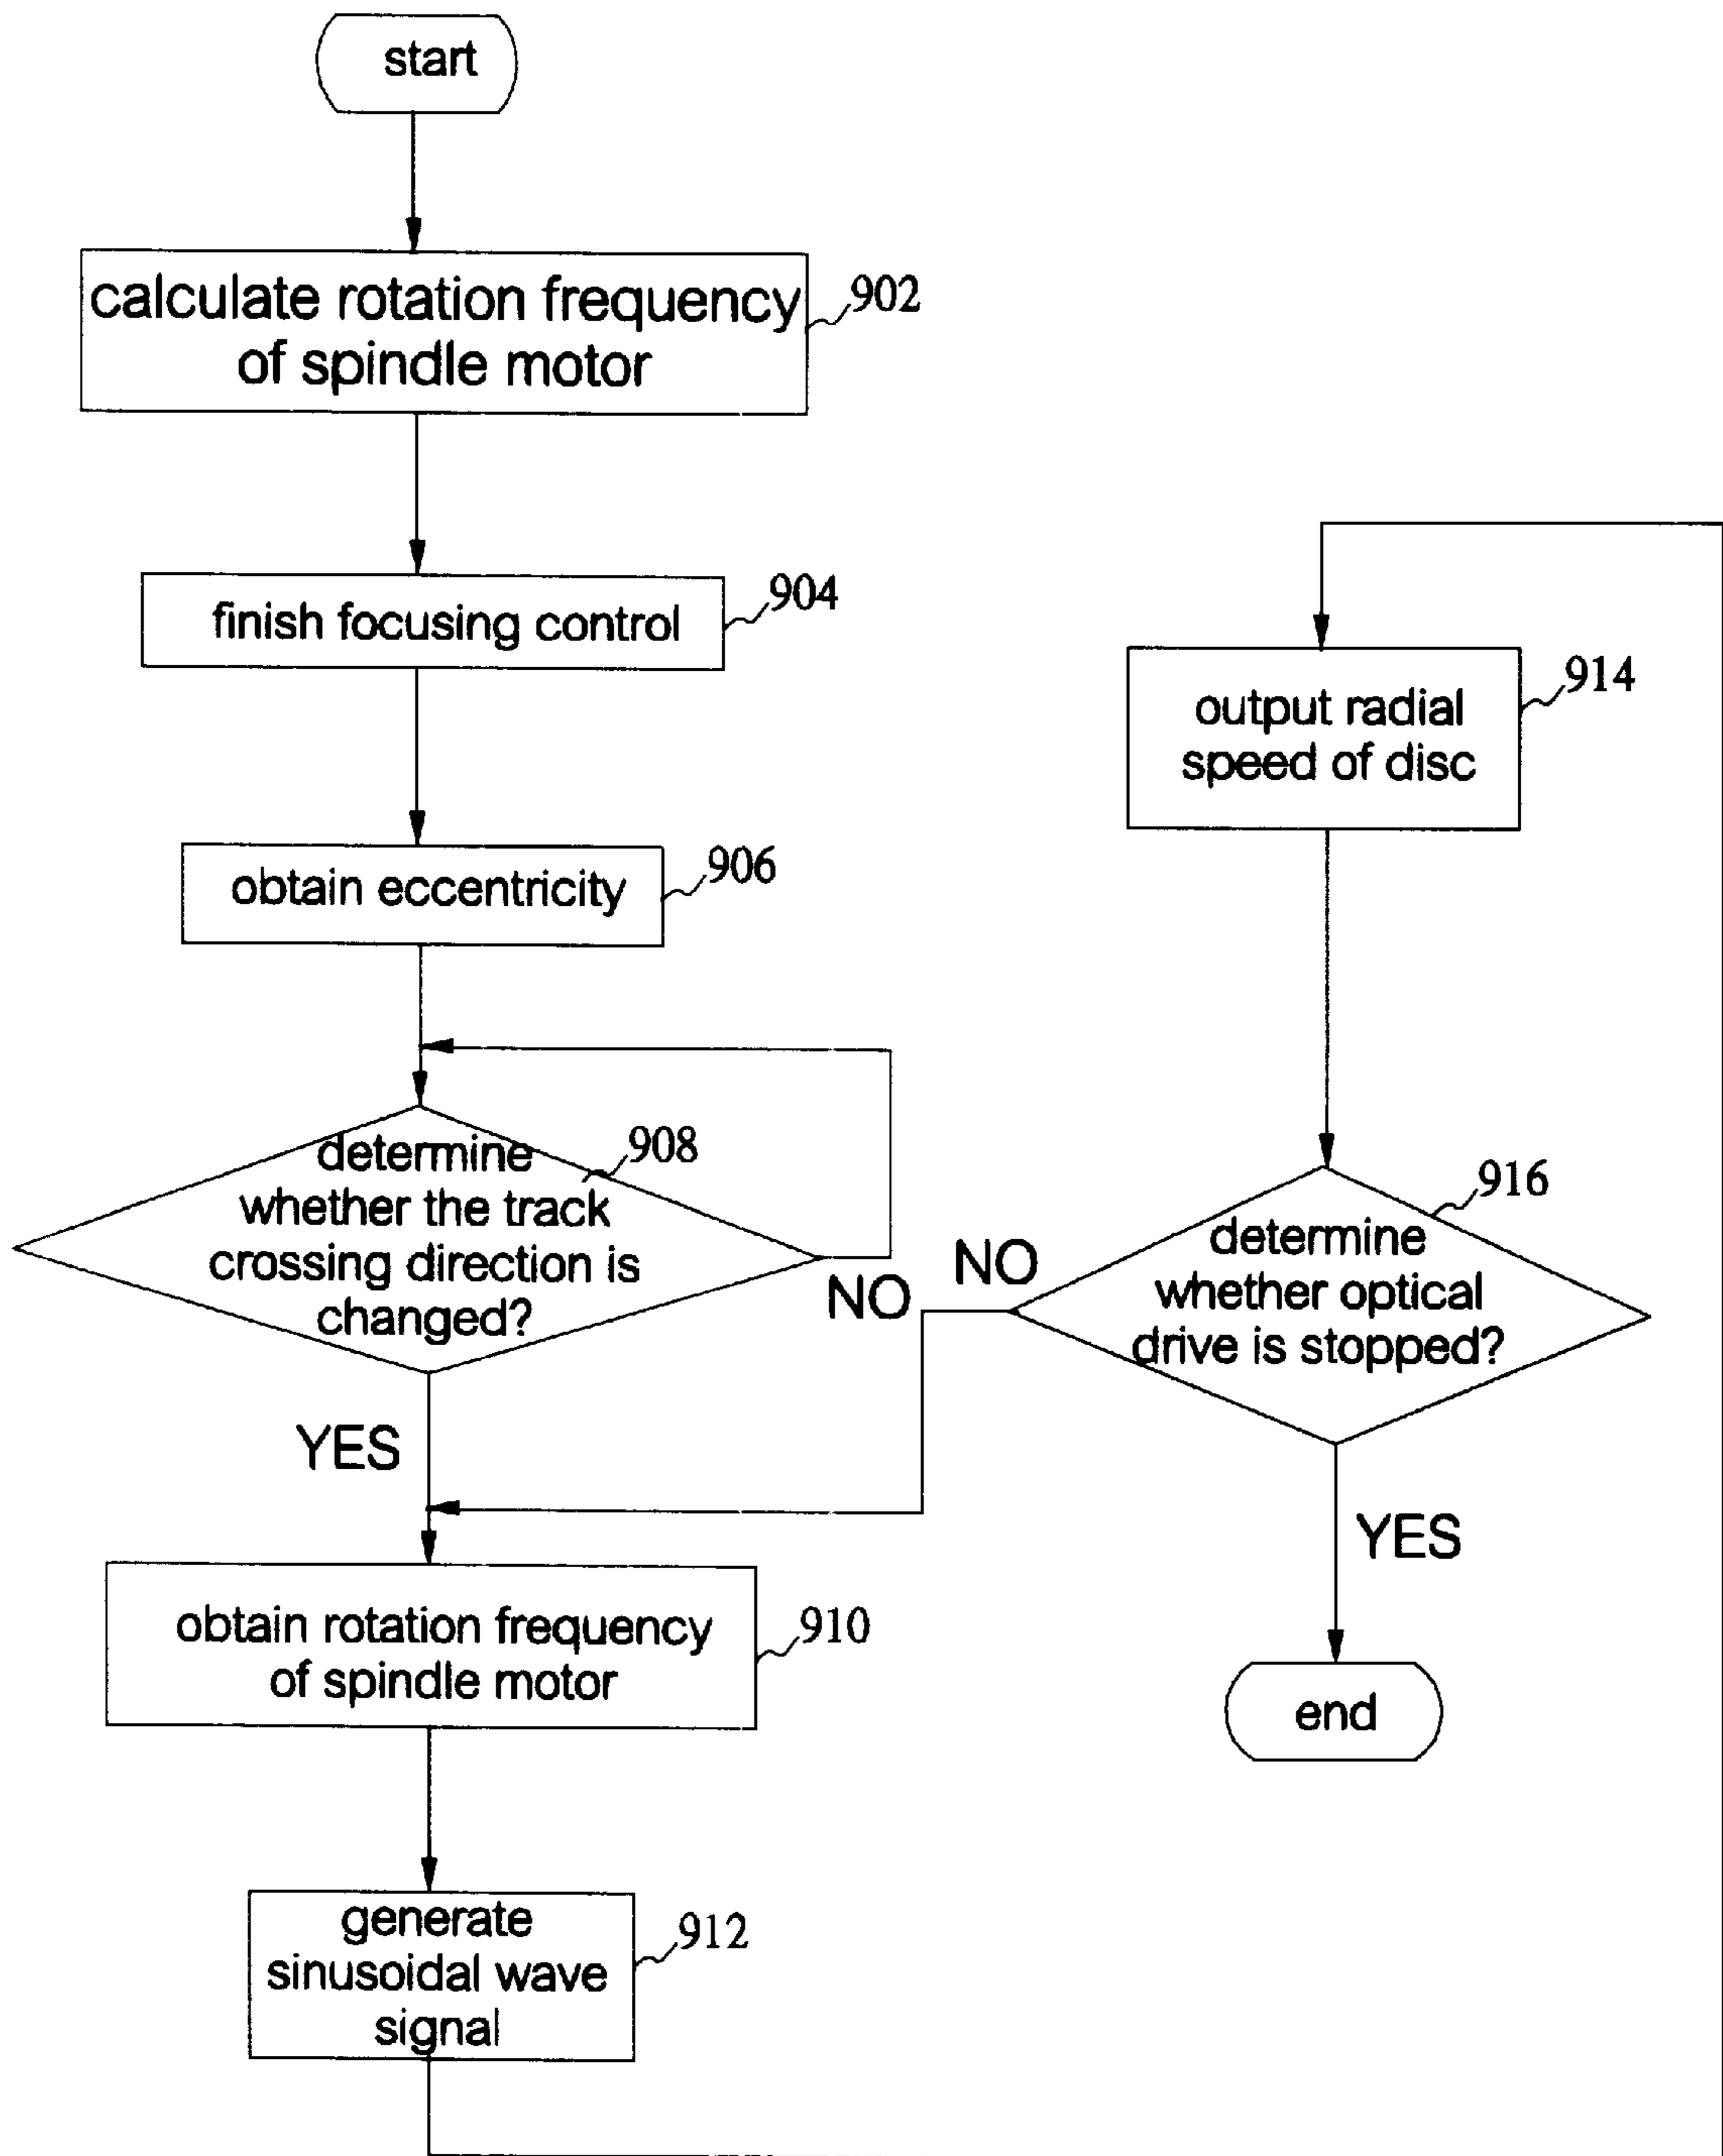 start
calculate rotation frequency
of spindle motor
902
finish focusing control
904
obtain eccentricity
906
determine
whether the track
crossing direction is
changed?
908
NO
YES
obtain rotation frequency
of spindle motor
910
generate
sinusoidal wave
signal
912
output radial
speed of disc
914
determine
whether optical
drive is stopped?
916
NO
YES
end